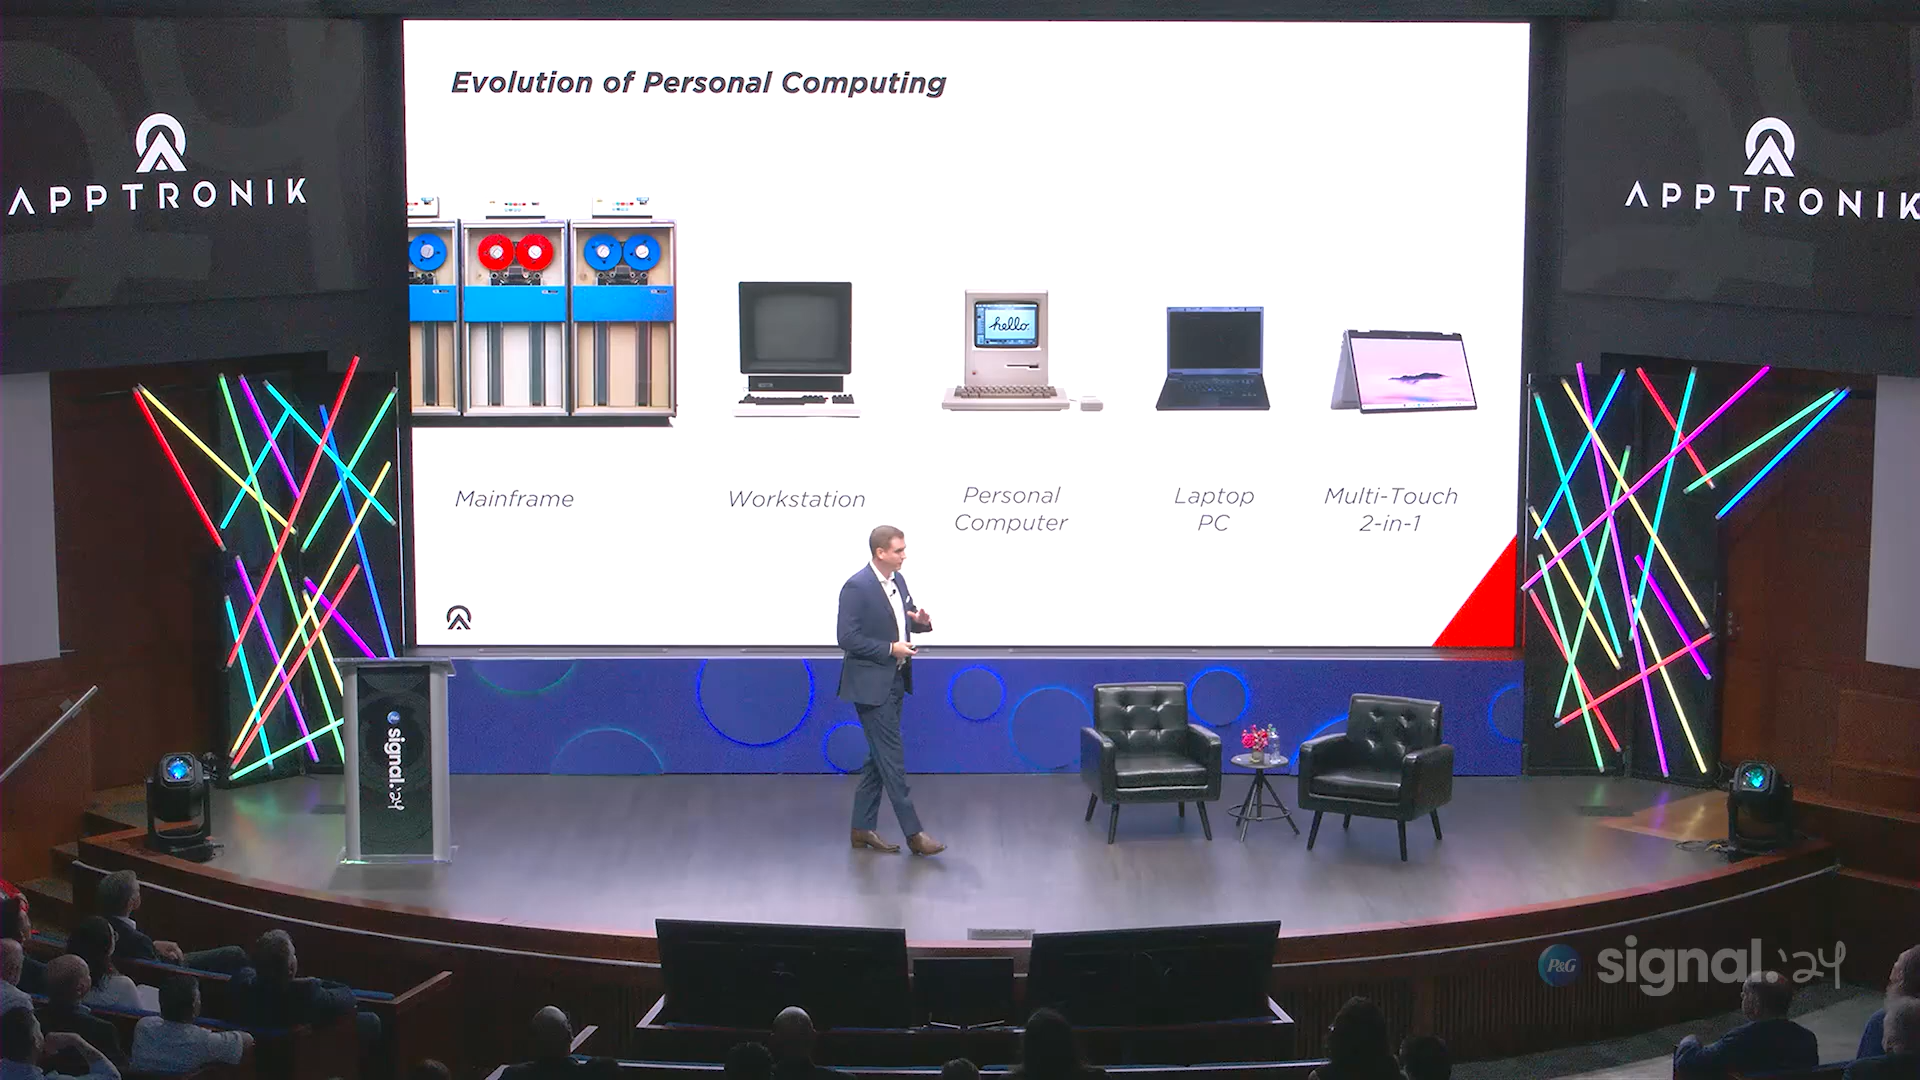 Evolution of Personal Computing
APPTRONIK
APPTRONIK
hello.
Mainframe
Workstation
Personal
Computer
Laptop
PC
Multi-Touch
2-in-1
signal.'24
P&G signal.'24